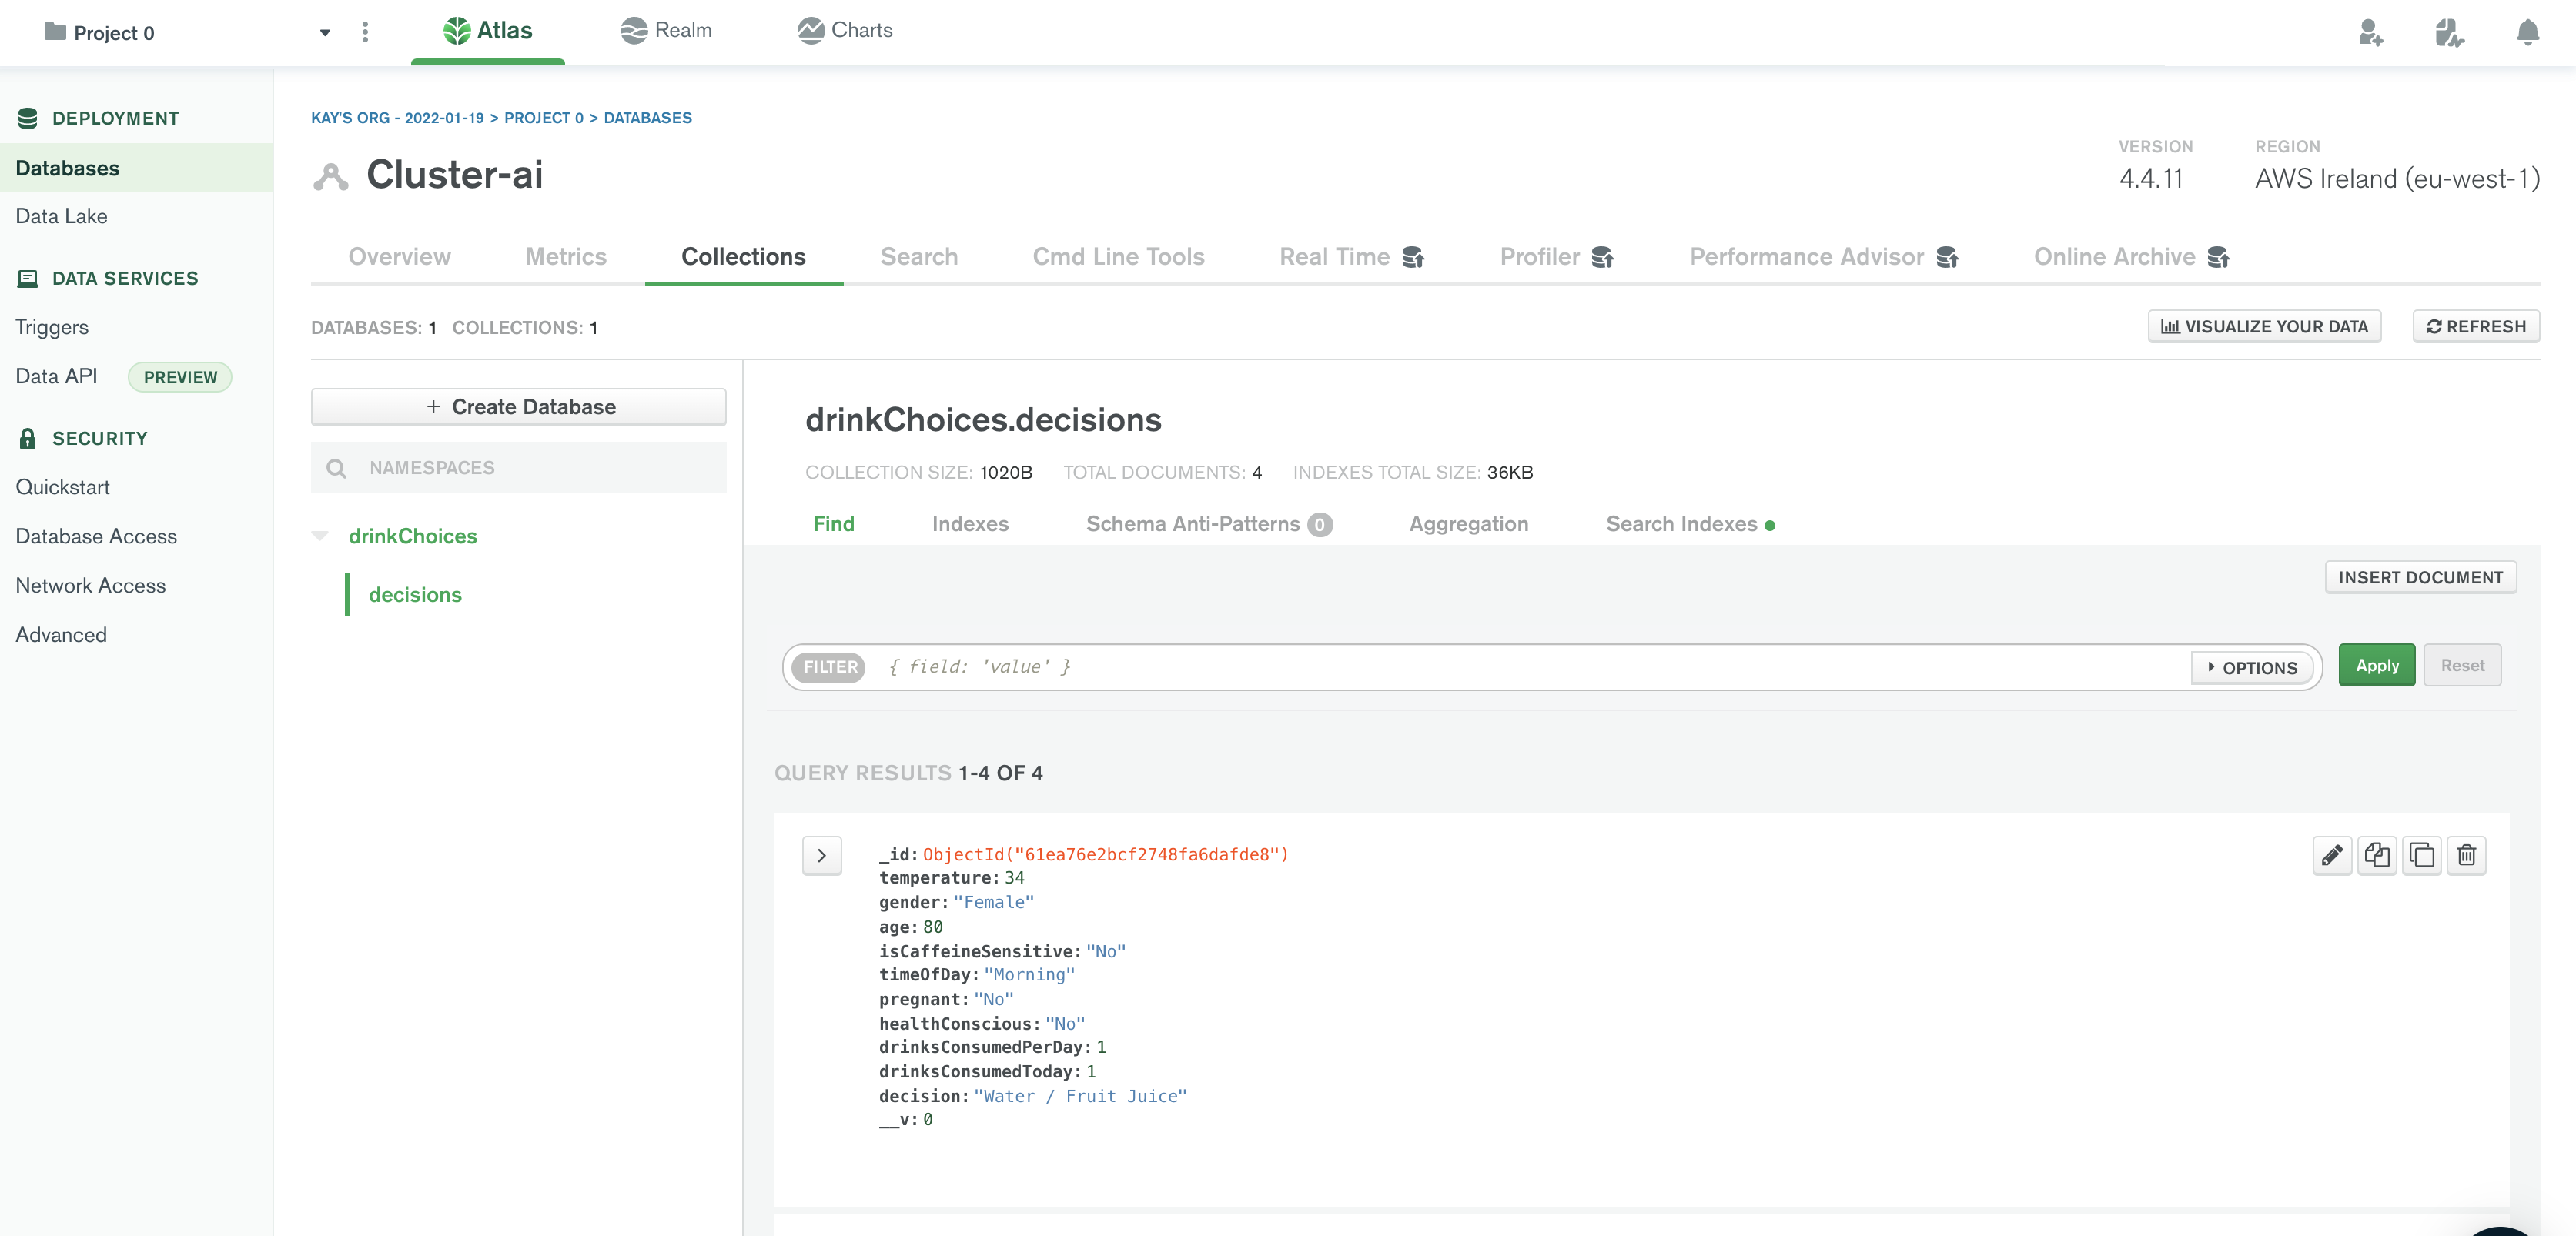 Project 0
Atlas
Realm
Charts
DEPLOYMENT
Databases
Data Lake
DATA SERVICES
Triggers
Data API PREVIEW
SECURITY
Quickstart
Database Access
Network Access
Advanced
KAY'S ORG - 2022-01-19 > PROJECT 0 > DATABASES
Cluster-ai
VERSION
4.4.11
REGION
AWS Ireland (eu-west-1)
Overview
Metrics
Collections
Search
Cmd Line Tools
Real Time
Profiler
Performance Advisor
Online Archive
DATABASES: 1 COLLECTIONS: 1
VISUALIZE YOUR DATA
REFRESH
+ Create Database
NAMESPACES
drinkChoices
decisions
drinkChoices.decisions
COLLECTION SIZE: 1020B TOTAL DOCUMENTS: 4 INDEXES TOTAL SIZE: 36KB
Find
Indexes
Schema Anti-Patterns 0
Aggregation
Search Indexes
INSERT DOCUMENT
FILTER { field: 'value' }
OPTIONS
Apply
Reset
QUERY RESULTS 1-4 OF 4
_id: ObjectId("61ea76e2bcf2748fa6dafde8")
temperature: 34
gender: "Female"
age: 80
isCaffeineSensitive: "No"
timeOfDay: "Morning"
pregnant: "No"
healthConscious: "No"
drinksConsumedPerDay: 1
drinksConsumedToday: 1
decision: "Water / Fruit Juice"
__v: 0